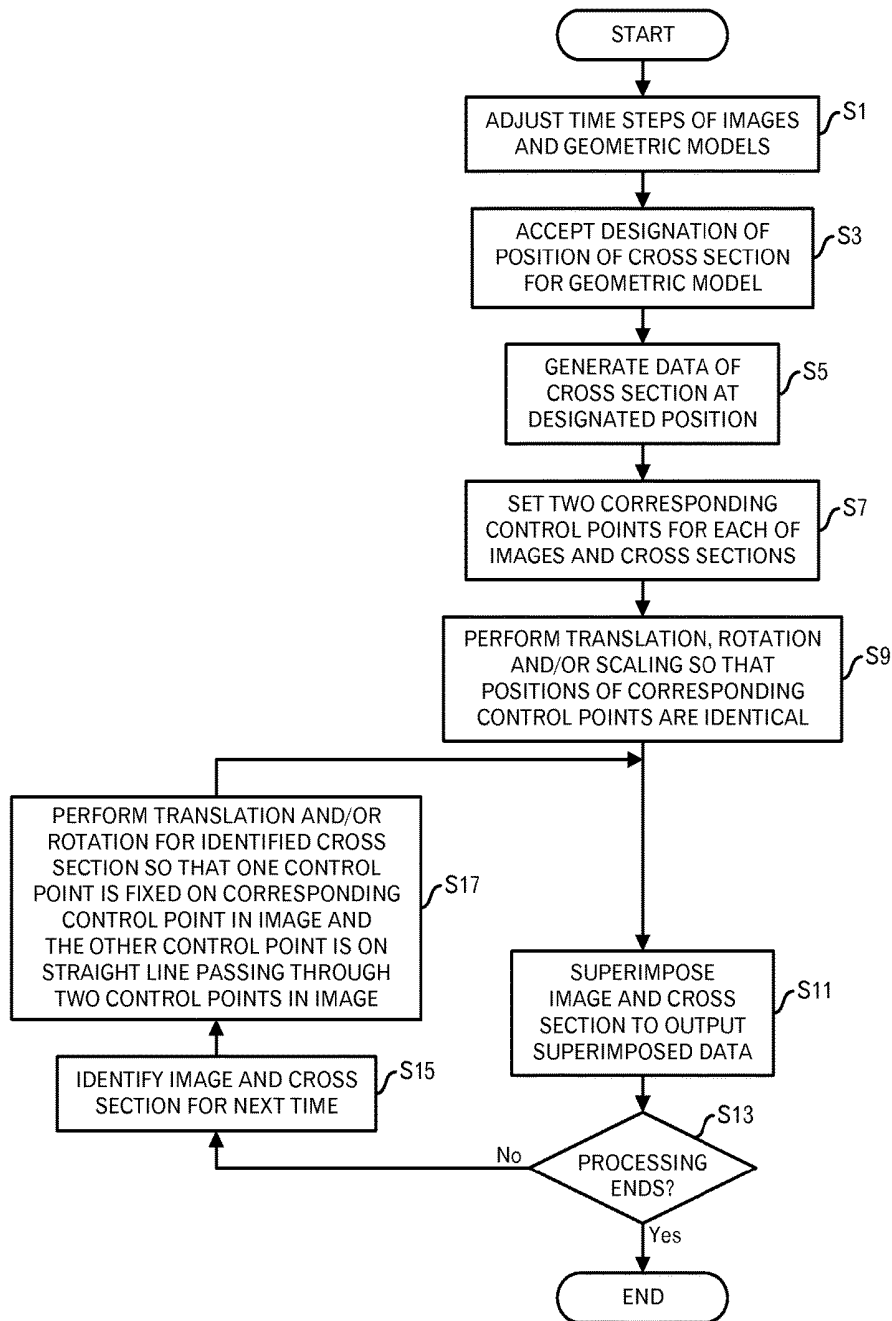 START
ADJUST TIME STEPS OF IMAGES
AND GEOMETRIC MODELS
S1
ACCEPT DESIGNATION OF
POSITION OF CROSS SECTION
FOR GEOMETRIC MODEL
S3
GENERATE DATA OF
CROSS SECTION AT
DESIGNATED POSITION
S5
SET TWO CORRESPONDING
CONTROL POINTS FOR EACH OF
IMAGES AND CROSS SECTIONS
S7
PERFORM TRANSLATION, ROTATION
AND/OR SCALING SO THAT
POSITIONS OF CORRESPONDING
CONTROL POINTS ARE IDENTICAL
S9
PERFORM TRANSLATION AND/OR
ROTATION FOR IDENTIFIED CROSS
SECTION SO THAT ONE CONTROL
POINT IS FIXED ON CORRESPONDING
CONTROL POINT IN IMAGE AND
THE OTHER CONTROL POINT IS ON
STRAIGHT LINE PASSING THROUGH
TWO CONTROL POINTS IN IMAGE
S17
SUPERIMPOSE
IMAGE AND CROSS
SECTION TO OUTPUT
SUPERIMPOSED DATA
S11
IDENTIFY IMAGE AND CROSS
SECTION FOR NEXT TIME
S15
S13
PROCESSING
ENDS?
No
Yes
END